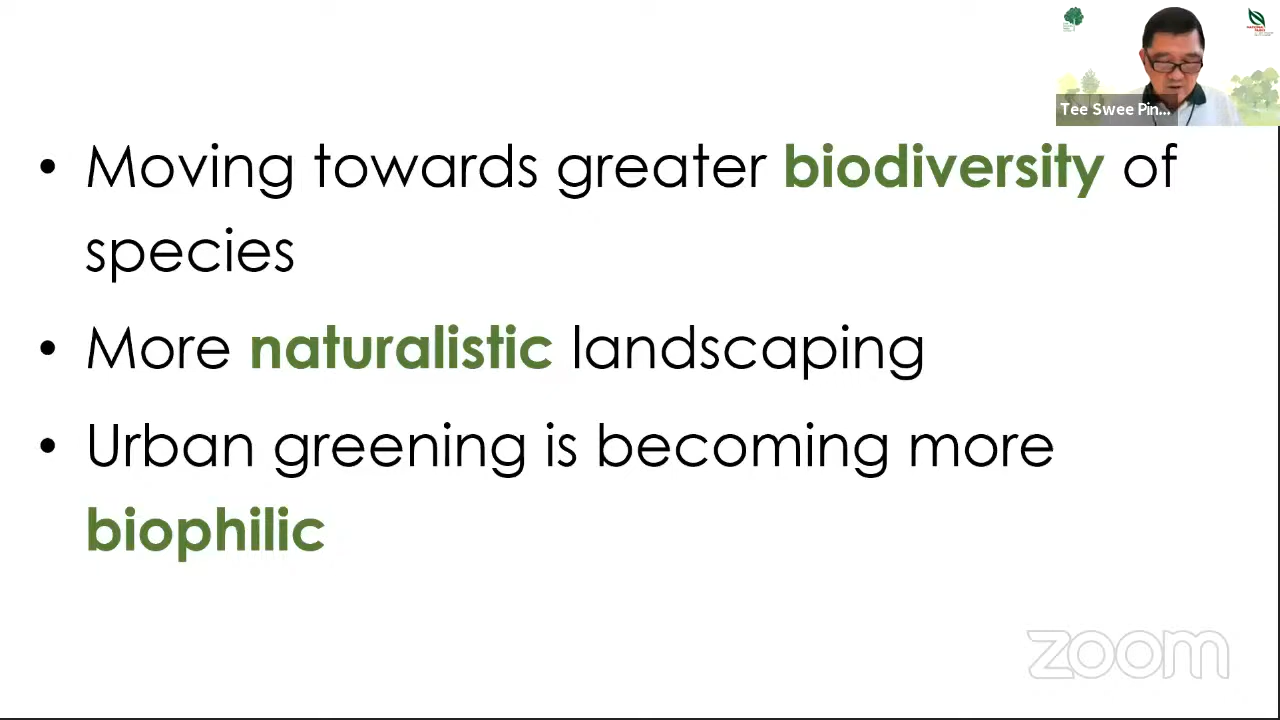 Tee Swee Pin...
• Moving towards greater biodiversity of
species
• More naturalistic landscaping
• Urban greening is becoming more
biophilic
zoom